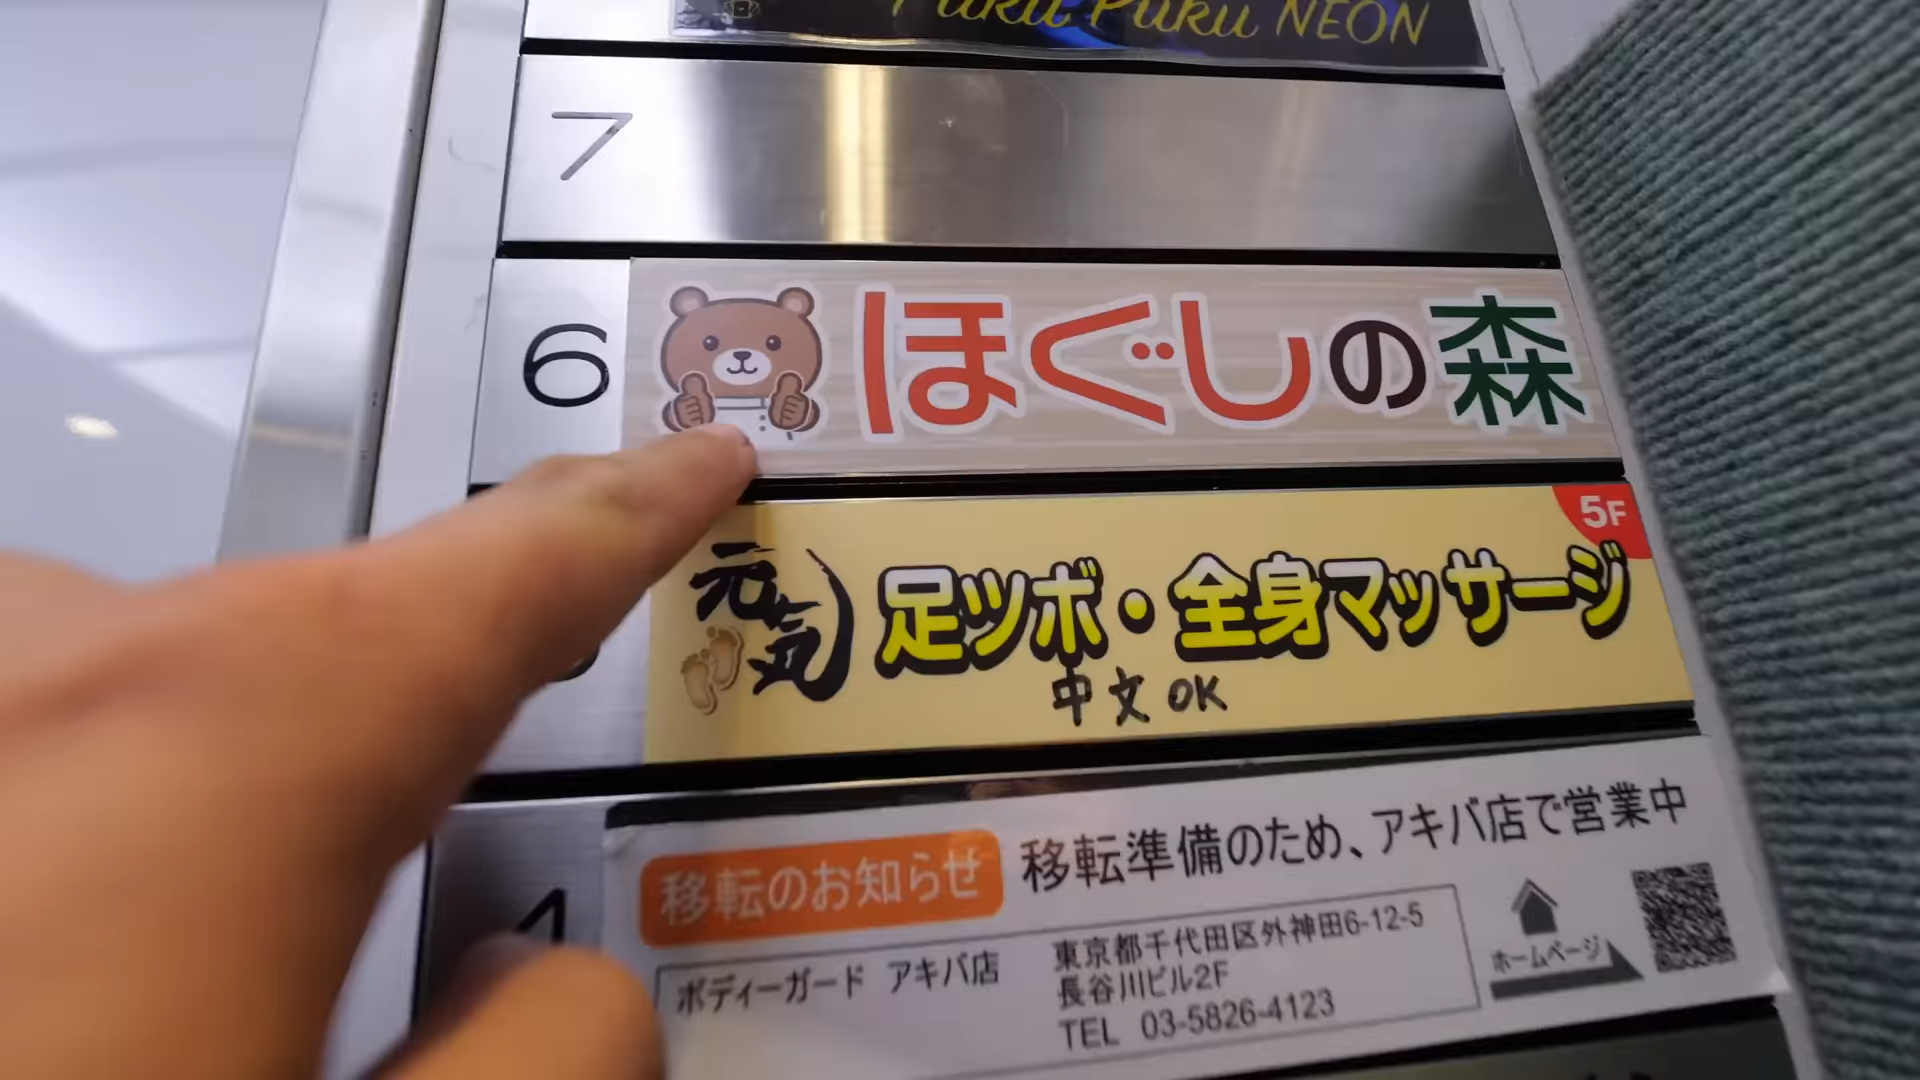 Puku Puku NEON
7
6
ほぐしの森
5F
元気
足ツボ・全身マッサージ
中文 OK
4
移転のお知らせ
移転準備のため、アキバ店で営業中
ボディーガード アキバ店
東京都千代田区外神田6-12-5
長谷川ビル2F
TEL 03-5826-4123
ホームページ